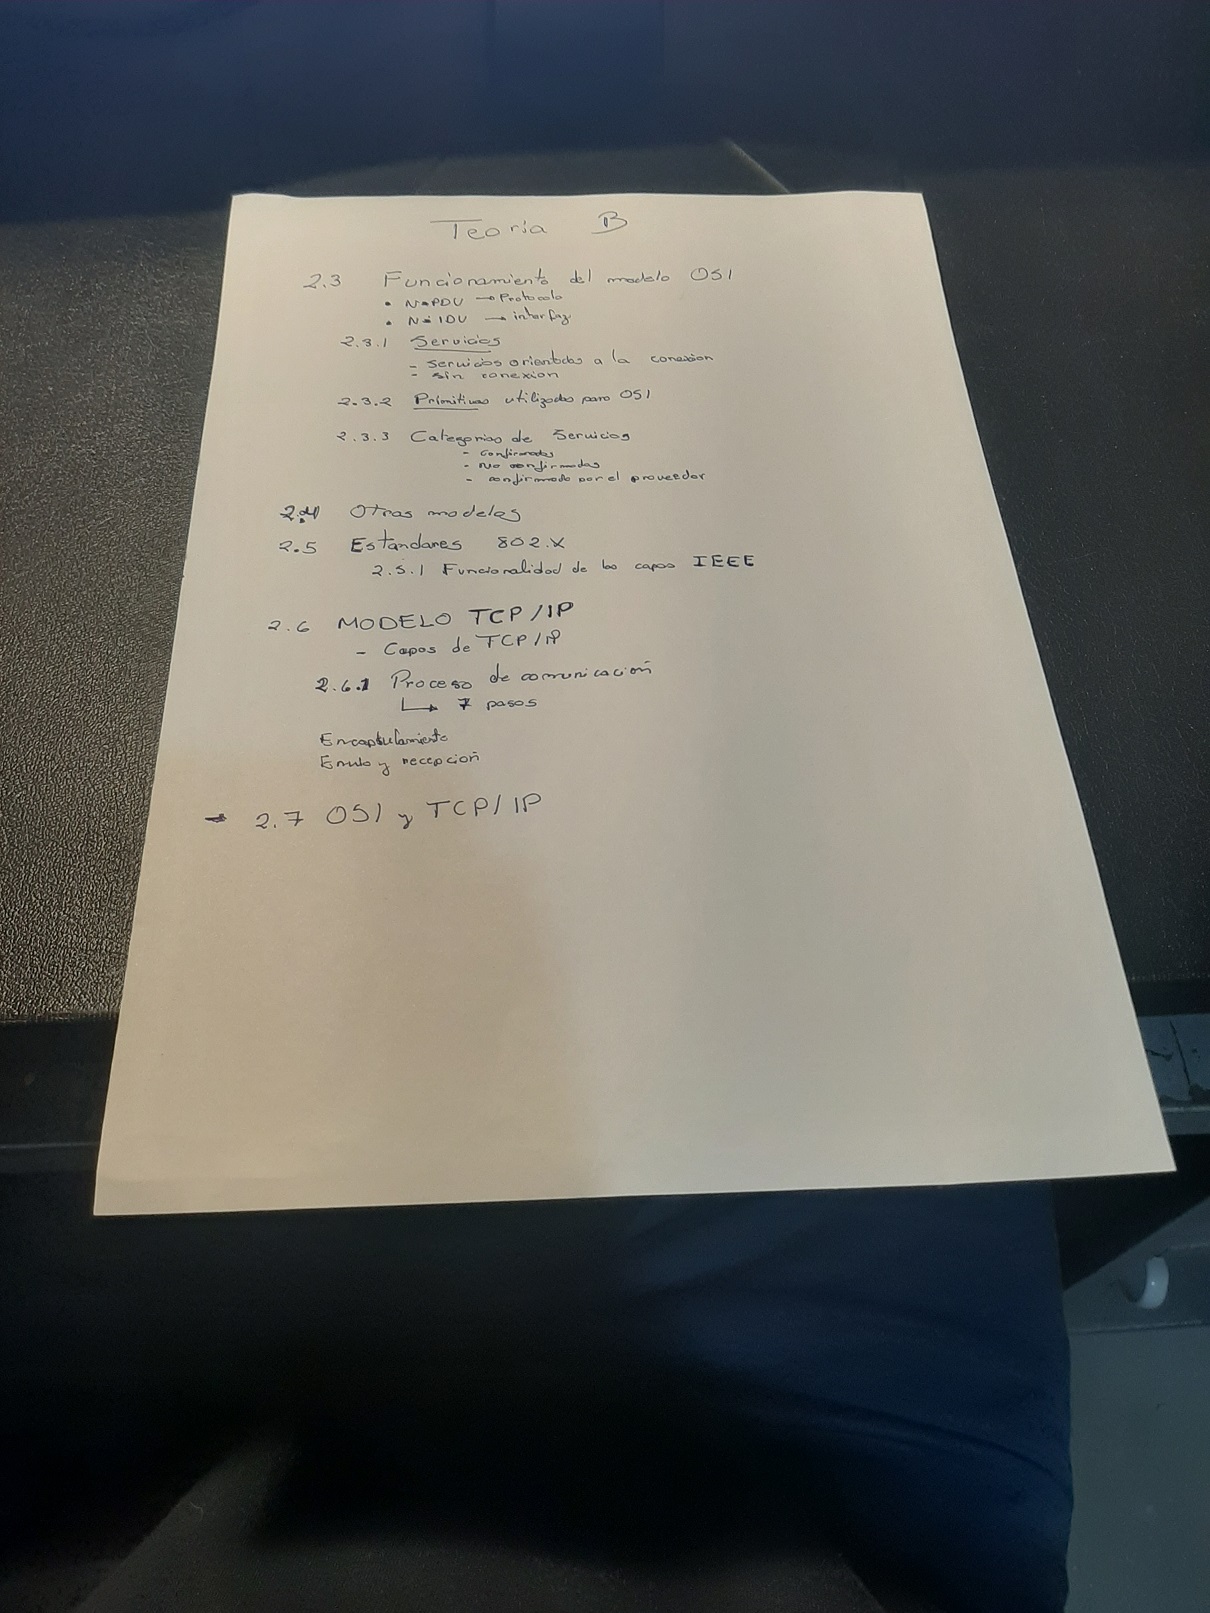 Teoria B
2.3 Funcionamiento del modelo OSI
• N-PDU → Protocolo
• N-IDU → interfaz
2.3.1 Servicios
- Servicios orientados a la conexion
- sin conexion
2.3.2 Primitivas utilizadas para OSI
2.3.3 Categorias de Servicios
- Confirmados
- No confirmados
- confirmado por el proveedor
2.4 Otros modelos
2.5 Estandares 802.X
2.5.1 Funcionalidad de las capas IEEE
2.6 MODELO TCP/IP
- Capas de TCP/IP
2.6.1 Proceso de comunicación
↳ 7 pasos
Encapsulamiento
Envio y recepción
- 2.7 OSI y TCP/IP